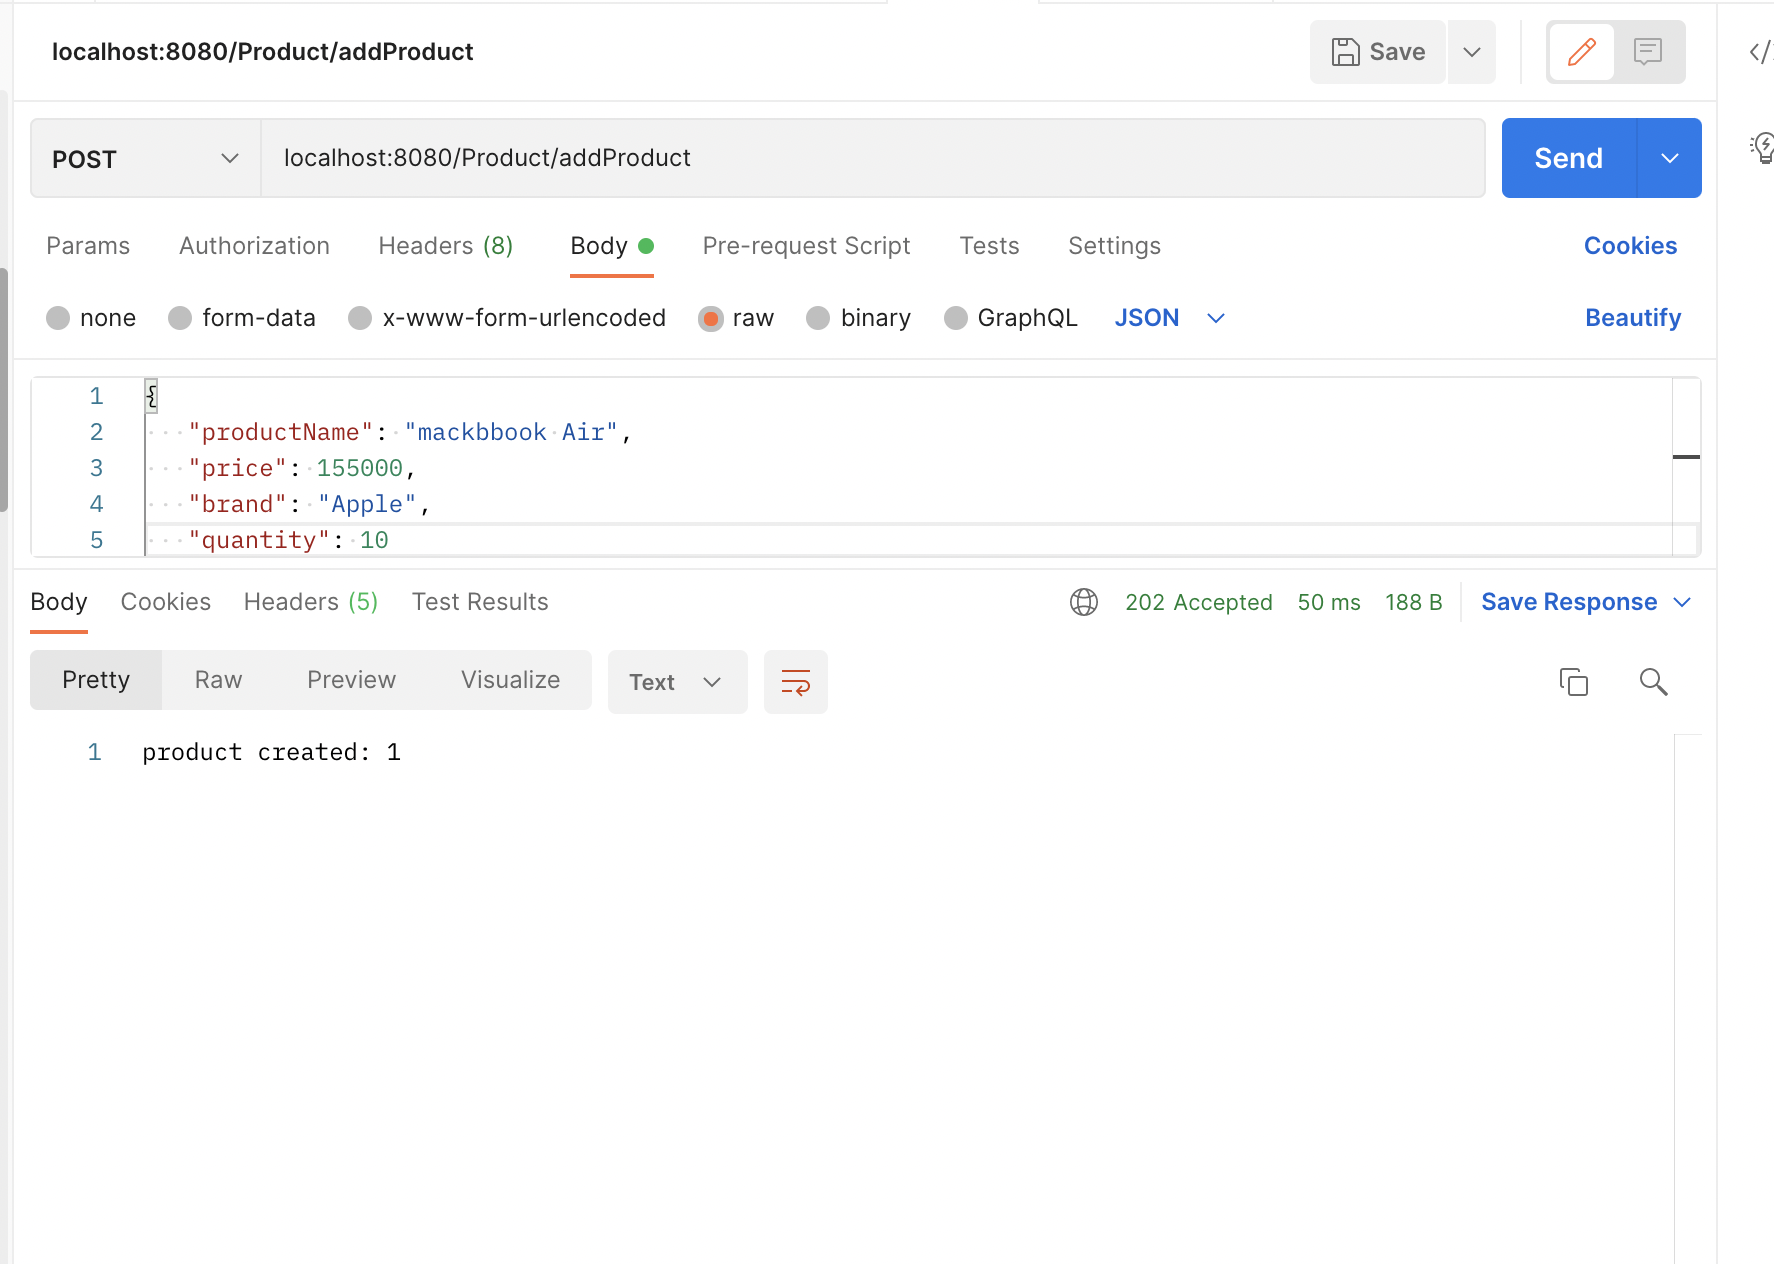 localhost:8080/Product/addProduct
Save
POST
localhost:8080/Product/addProduct
Send
Params Authorization Headers (8) Body Pre-request Script Tests Settings Cookies
none form-data x-www-form-urlencoded raw binary GraphQL JSON Beautify
1 {
2 "productName": "mackbbook Air",
3 "price": 155000,
4 "brand": "Apple",
5 "quantity": 10
Body Cookies Headers (5) Test Results 202 Accepted 50 ms 188 B Save Response
Pretty Raw Preview Visualize Text
1 product created: 1